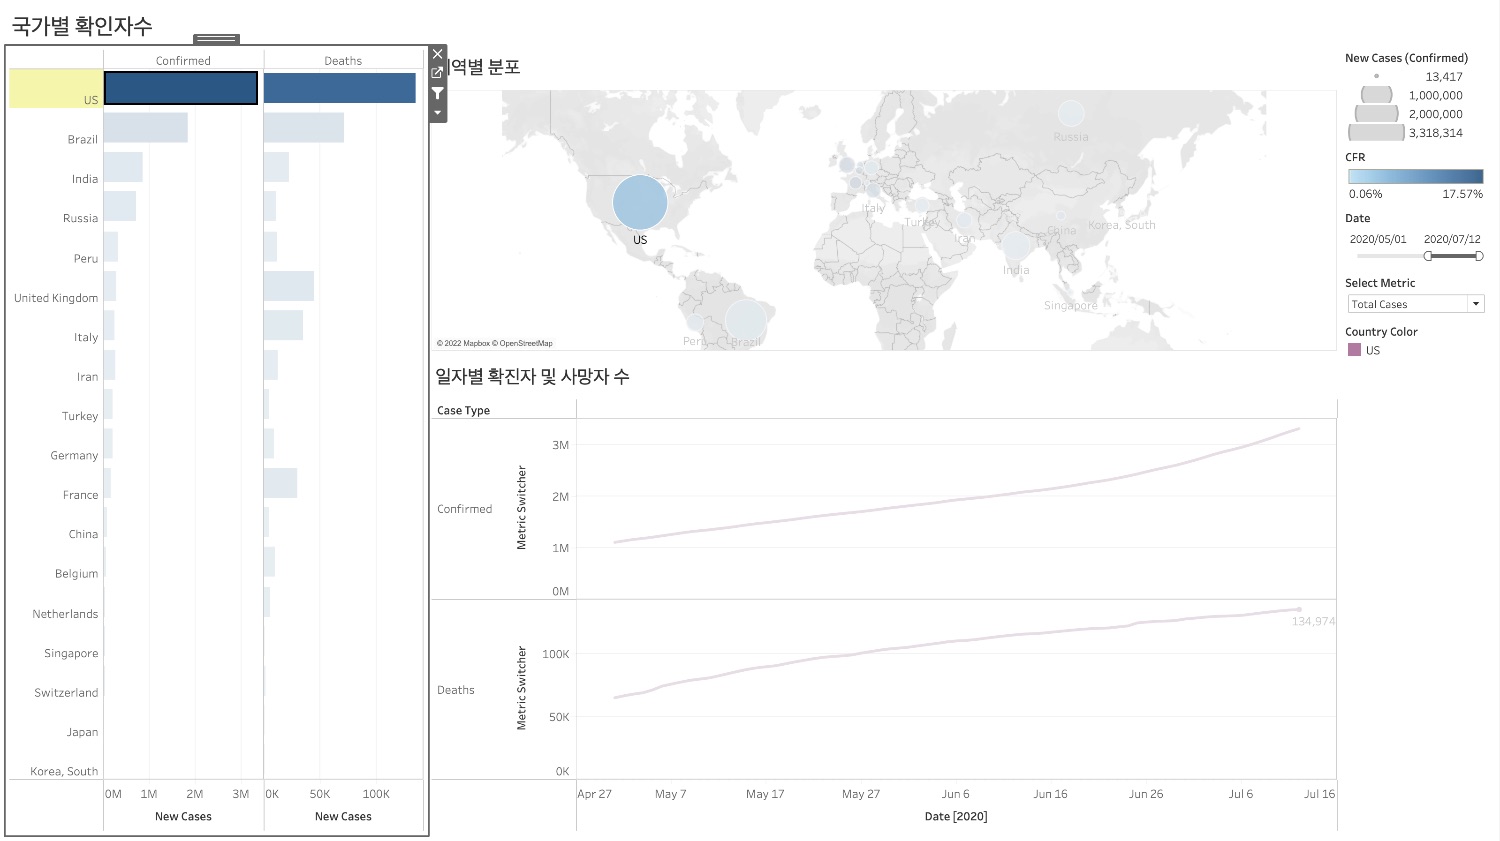 국가별 확인자수
Confirmed
Deaths
US
Brazil
India
Russia
Peru
United Kingdom
Italy
Iran
Turkey
Germany
France
China
Belgium
Netherlands
Singapore
Switzerland
Japan
Korea, South
0M 1M 2M 3M
0K 50K 100K
New Cases
New Cases
역별 분포
Russia
Italy
Turkey
Iran
China
Korea, South
US
India
Singapore
Peru
Brazil
© 2022 Mapbox © OpenStreetMap
일자별 확진자 및 사망자 수
Case Type
Confirmed
Metric Switcher
3M
2M
1M
0M
Deaths
Metric Switcher
100K
50K
0K
134,974
Apr 27 May 7 May 17 May 27 Jun 6 Jun 16 Jun 26 Jul 6 Jul 16
Date [2020]
New Cases (Confirmed)
13,417
1,000,000
2,000,000
3,318,314
CFR
0.06% 17.57%
Date
2020/05/01 2020/07/12
Select Metric
Total Cases
Country Color
US